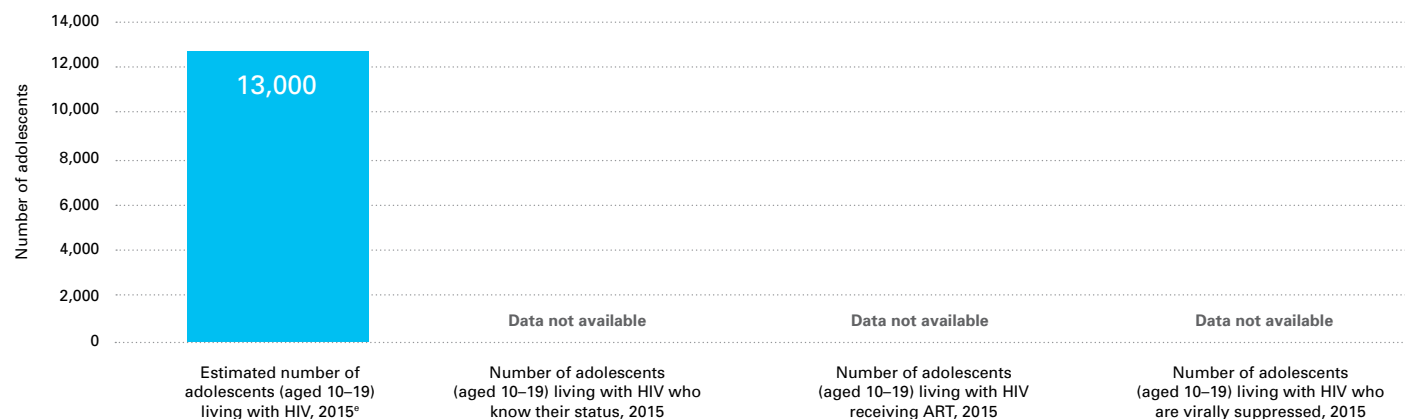 14,000
12,000
10,000
8,000
6,000
4,000
2,000
0
Number of adolescents
13,000
Data not available
Data not available
Data not available
Estimated number of
adolescents (aged 10–19)
living with HIV, 2015ᵉ
Number of adolescents
(aged 10–19) living with HIV who
know their status, 2015
Number of adolescents
(aged 10–19) living with HIV
receiving ART, 2015
Number of adolescents
(aged 10–19) living with HIV who
are virally suppressed, 2015